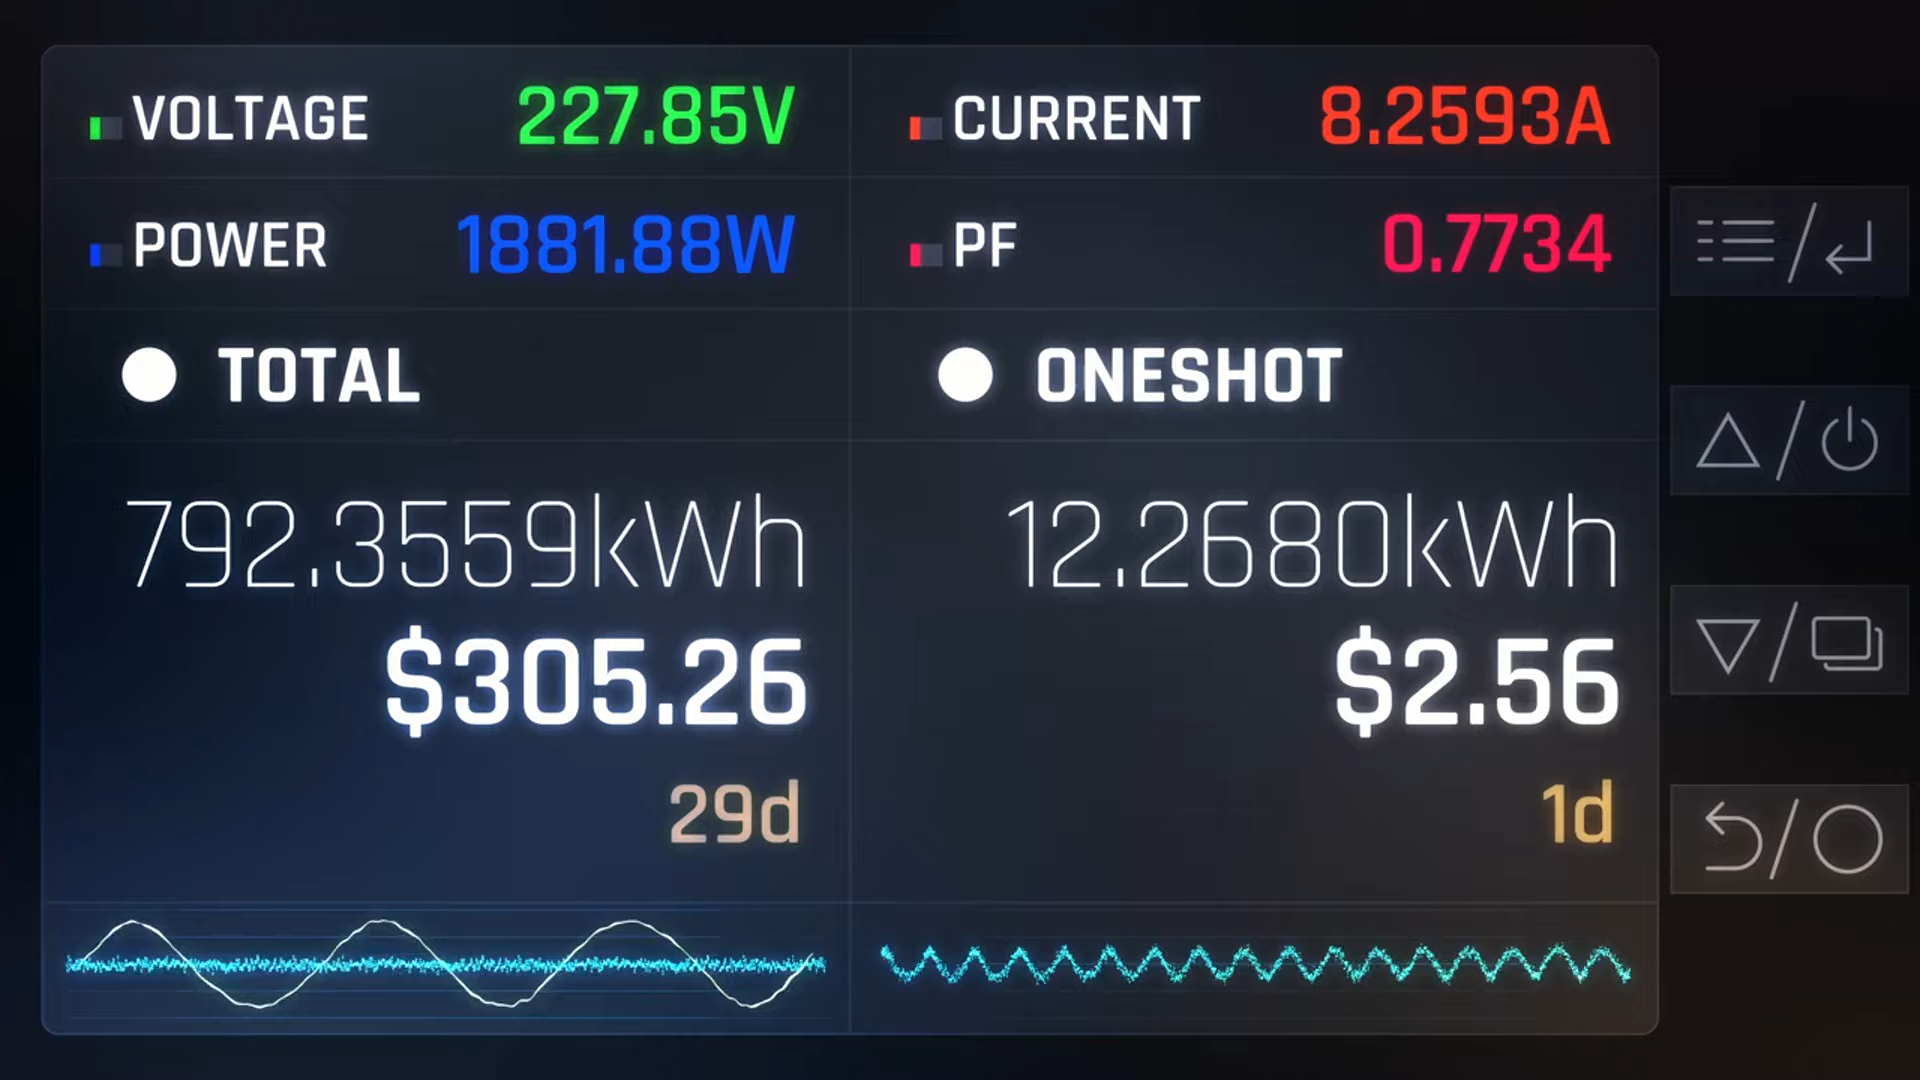 VOLTAGE 227.85V
CURRENT 8.2593A
POWER 1881.88W
PF 0.7734
TOTAL
ONESHOT
792.3559kWh
12.2680kWh
$305.26
$2.56
29d
1d